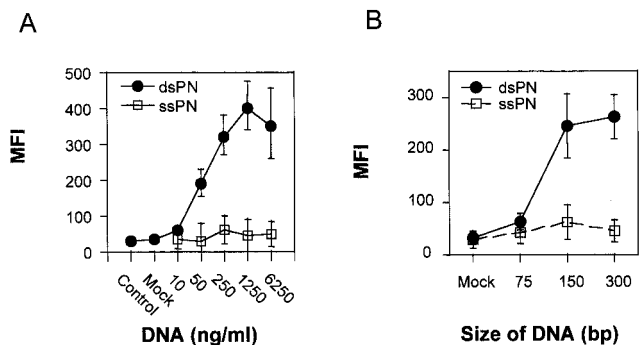 A
dsPN
ssPN
500
400
300
200
100
0
MFI
Control
Mock
10
50
250
1250
6250
DNA (ng/ml)
B
dsPN
ssPN
300
200
100
0
MFI
Mock
75
150
300
Size of DNA (bp)